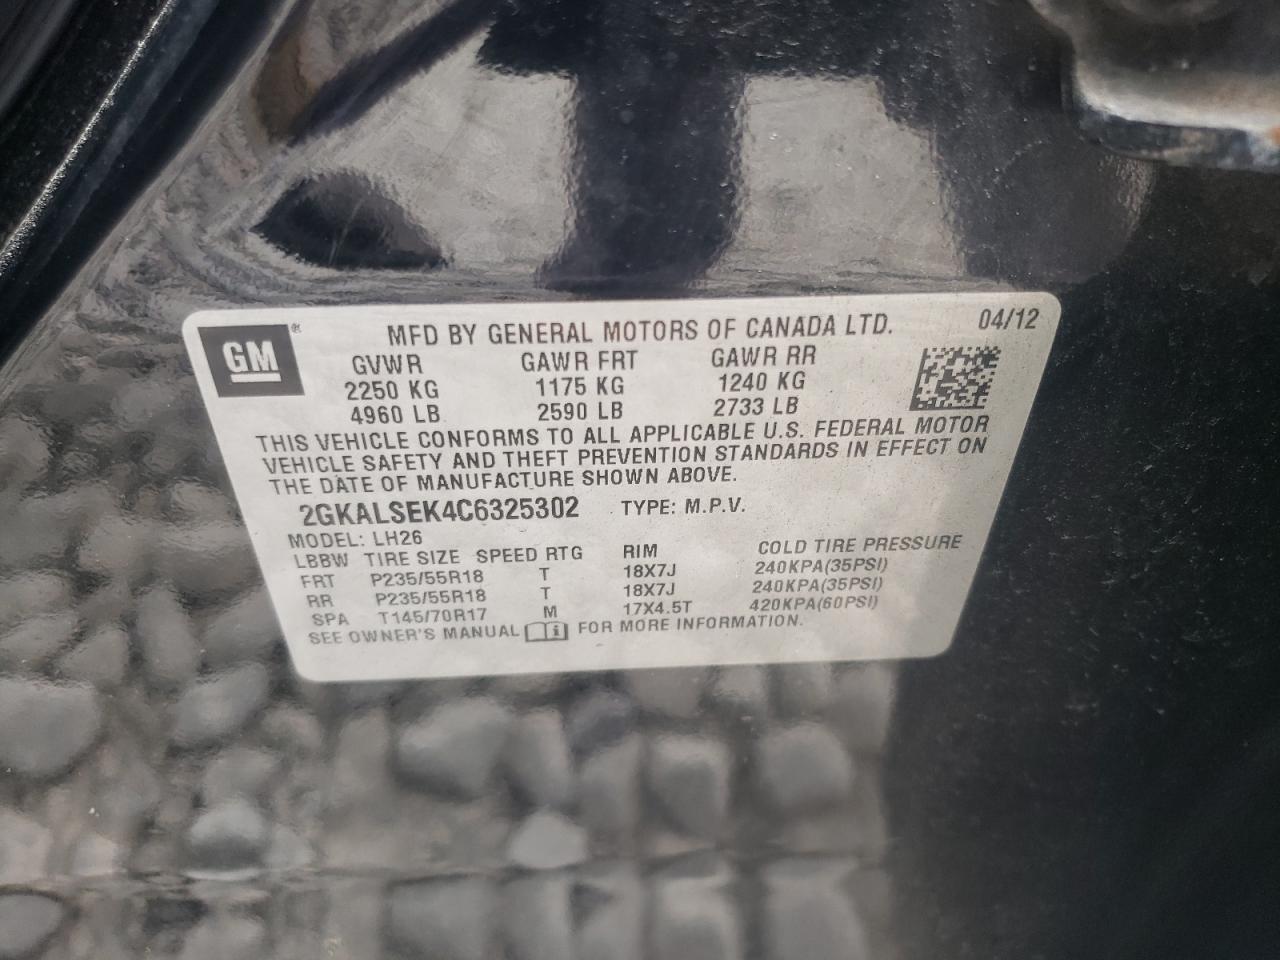 GM ® MFD BY GENERAL MOTORS OF CANADA LTD. 04/12
GVWR GAWR FRT GAWR RR
2250 KG 1175 KG 1240 KG
4960 LB 2590 LB 2733 LB
THIS VEHICLE CONFORMS TO ALL APPLICABLE U.S. FEDERAL MOTOR
VEHICLE SAFETY AND THEFT PREVENTION STANDARDS IN EFFECT ON
THE DATE OF MANUFACTURE SHOWN ABOVE.
2GKALSEK4C6325302 TYPE: M.P.V.
MODEL: LH26
LBBW TIRE SIZE SPEED RTG RIM COLD TIRE PRESSURE
FRT P235/55R18 T 18X7J 240KPA(35PSI)
RR P235/55R18 T 18X7J 240KPA(35PSI)
SPA T145/70R17 M 17X4.5T 420KPA(60PSI)
SEE OWNER'S MANUAL i FOR MORE INFORMATION.